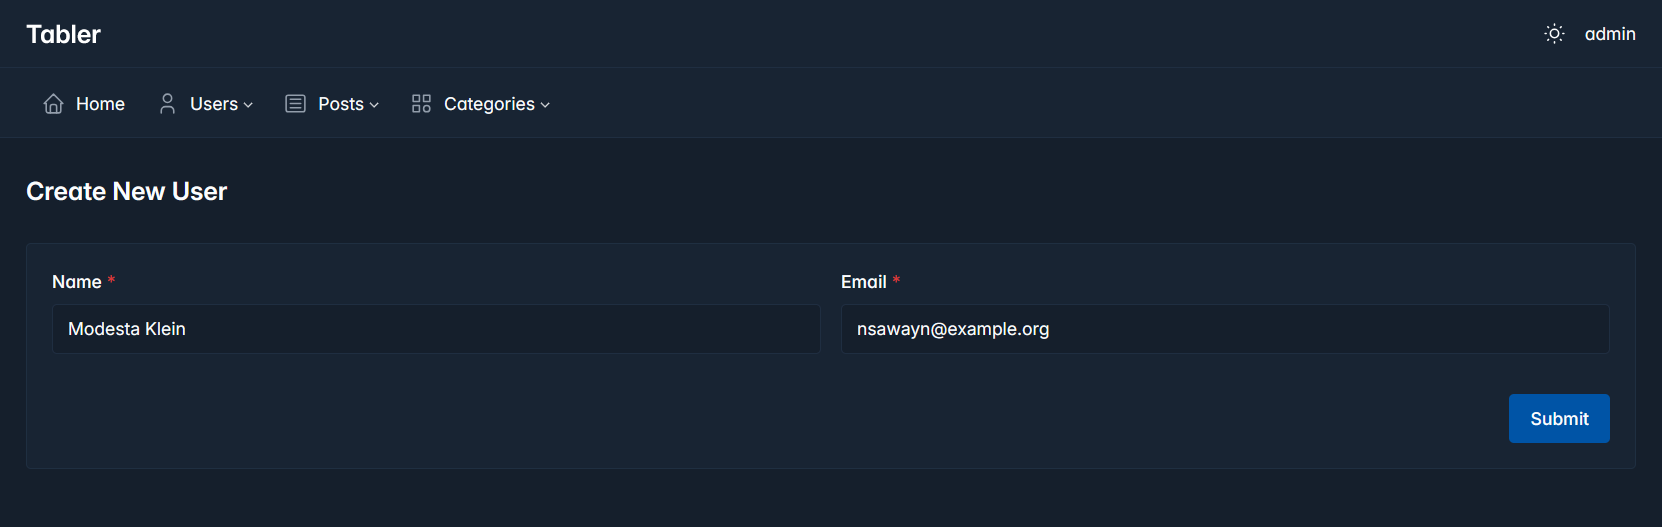 Tabler
admin
Home Users Posts Categories
Create New User
Name * Email *
Modesta Klein nsawayn@example.org
Submit